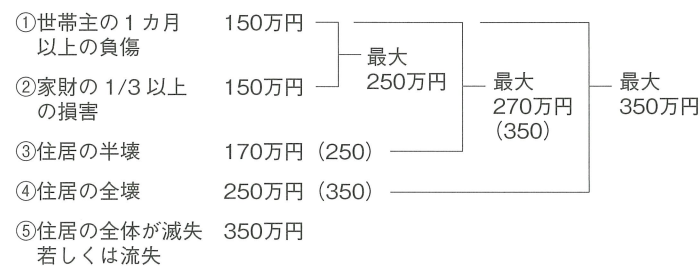 ①世帯主の1カ月 150万円
以上の負傷
最大
250万円
②家財の1/3以上 150万円
の損害
最大
270万円
(350)
最大
350万円
③住居の半壊 170万円(250)
④住居の全壊 250万円(350)
⑤住居の全体が滅失 350万円
若しくは流失